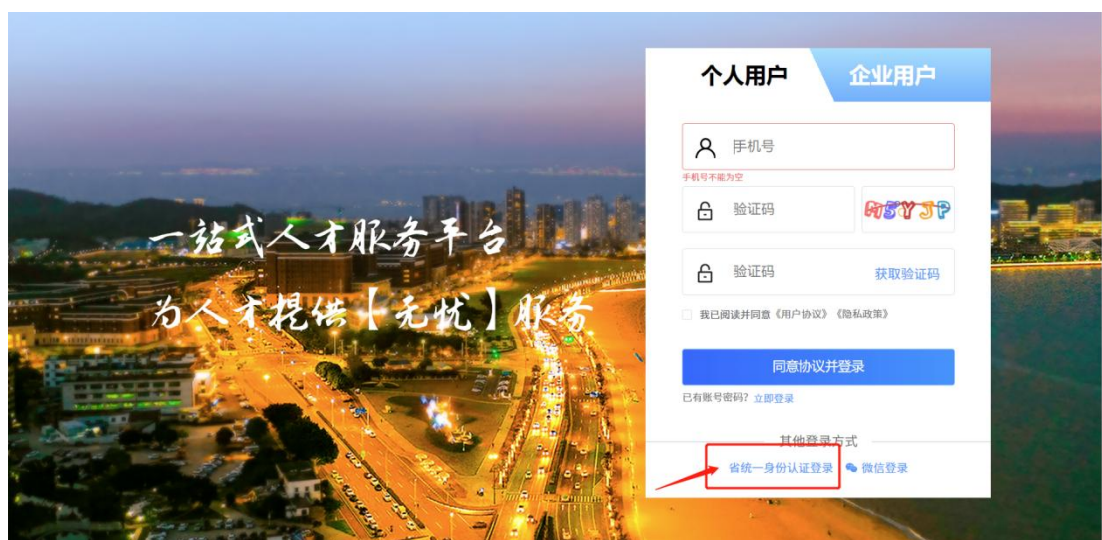 个人用户 企业用户
手机号
手机号不能为空
一站式人才服务平台
为人才提供【无忧】服务
验证码
M5YJP
验证码 获取验证码
我已阅读并同意《用户协议》《隐私政策》
同意协议并登录
已有账号密码？ 立即登录
其他登录方式
省统一身份认证登录 微信登录